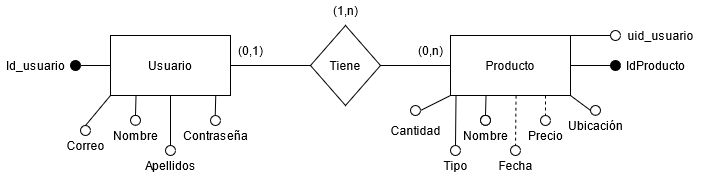 (1,n)
uid_usuario
(0,1)
(0,n)
Id_usuario
Usuario
Tiene
Producto
IdProducto
Correo
Nombre
Contraseña
Apellidos
Cantidad
Nombre
Precio
Ubicación
Tipo
Fecha